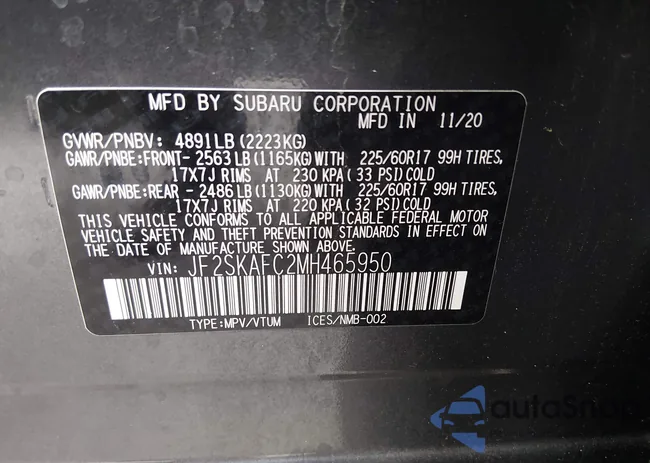 MFD BY SUBARU CORPORATION
MFD IN 11/20
GVWR/PNBV: 4891LB (2223KG)
GAWR/PNBE:FRONT- 2563 LB (1165KG) WITH 225/60R17 99H TIRES,
17X7J RIMS AT 230 KPA (33 PSI) COLD
GAWR/PNBE:REAR - 2486 LB (1130KG) WITH 225/60R17 99H TIRES,
17X7J RIMS AT 220 KPA (32 PSI) COLD
THIS VEHICLE CONFORMS TO ALL APPLICABLE FEDERAL MOTOR
VEHICLE SAFETY AND THEFT PREVENTION STANDARDS IN EFFECT ON
THE DATE OF MANUFACTURE SHOWN ABOVE.
VIN: JF2SKAFC2MH465950
TYPE:MPV/VTUM ICES/NMB-002